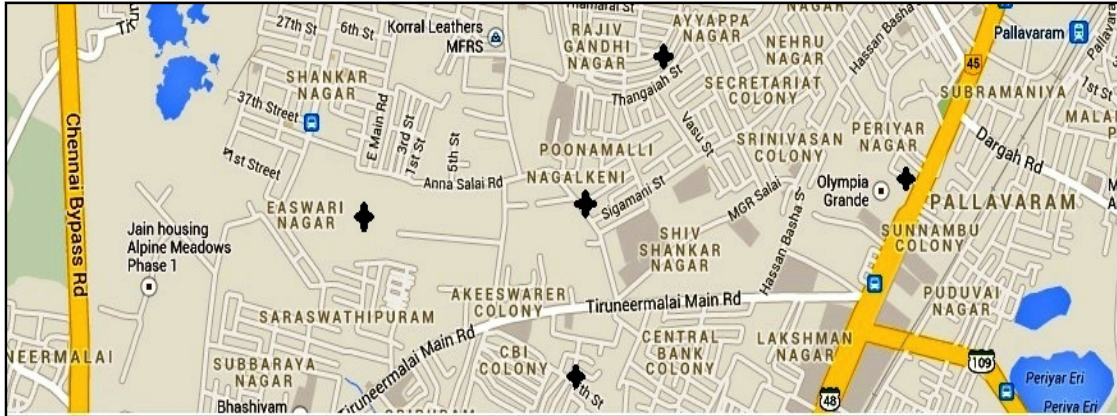 27th St
6th St
Korral Leathers
MFRS
RAJIV
GANDHI
NAGAR
AYYAPPA
NAGAR
NAGAR
NEHRU
NAGAR
Hassan Basha
Pallavaram
45
SHANKAR
NAGAR
37th Street
E Main Rd
3rd St
1st St
5th St
Thangaiah St
SECRETARIAT
COLONY
SUBRAMANIYA
1st St
Vasu St
SRINIVASAN
COLONY
PERIYAR
NAGAR
Dargah Rd
POONAMALLI
NAGALKENI
Anna Salai Rd
Sigamani St
MGR Salai
Olympia
Grande
PALLAVARAM
SUNNAMBU
COLONY
EASWARI
NAGAR
Jain housing
Alpine Meadows
Phase 1
Chennai Bypass Rd
SHIV
SHANKAR
NAGAR
Hassan Basha S
PUDUVAI
NAGAR
AKEESWARER
COLONY
Tiruneermalai Main Rd
SARASWATHIPURAM
Tiruneermalai Main Rd
CENTRAL
BANK
COLONY
LAKSHMAN
NAGAR
NEERMALAI
SUBBARAYA
NAGAR
CBI
COLONY
109
48
Periyar Eri
Periya Eri
Bhashyam